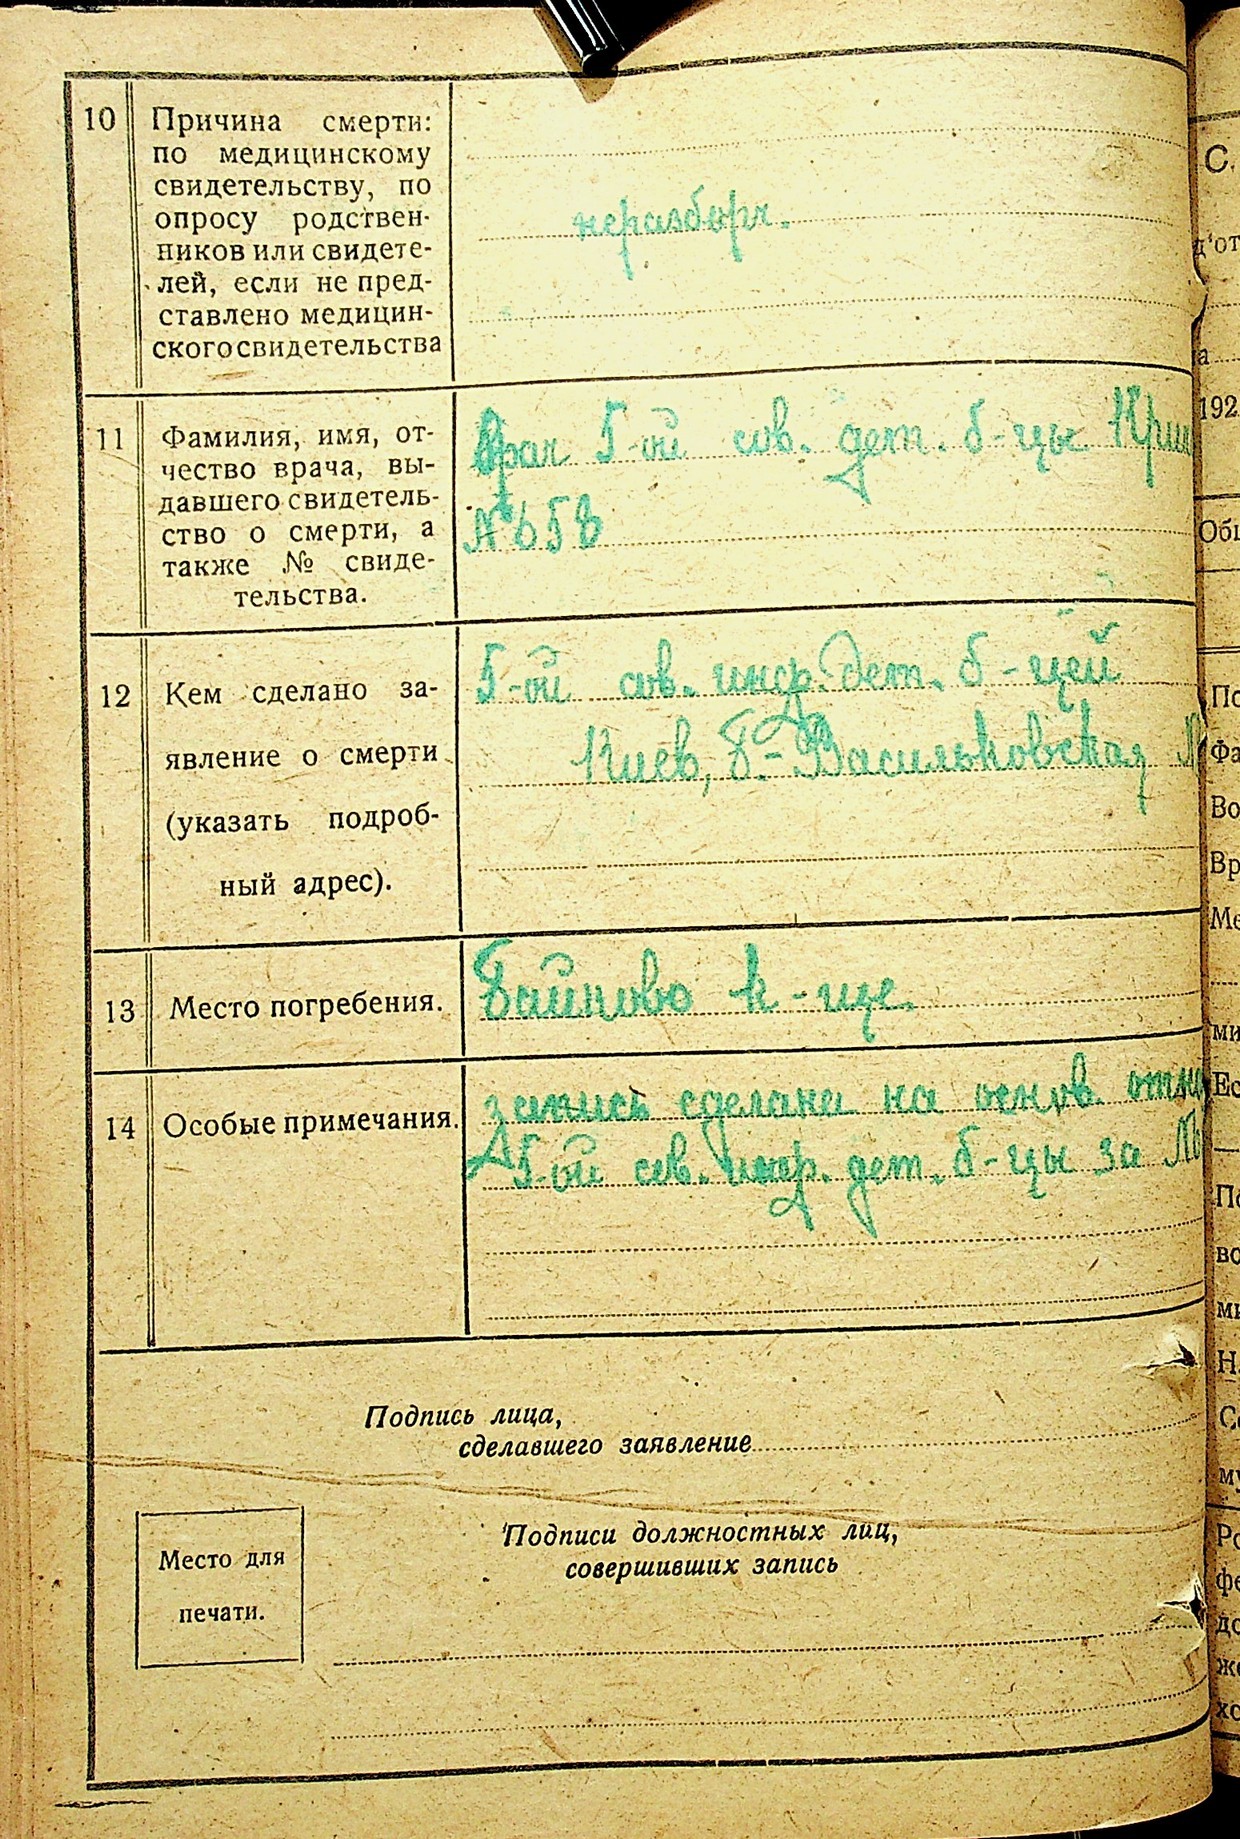 10 Причина смерти:
по медицинскому
свидетельству, по
опросу родствен-
ников или свидете-
лей, если не пред-
ставлено медицин-
ского свидетельства
неразборч.
11 Фамилия, имя, от-
чество врача, вы-
давшего свидетель-
ство о смерти, а
также № свиде-
тельства.
Врач 5-ой сов. дет. б-цы
№ 658
12 Кем сделано за-
явление о смерти
(указать подроб-
ный адрес).
5-ой сов. инф. дет. б-цей
Киев, Б.-Васильковская
13 Место погребения.
Байково к-ще.
14 Особые примечания.
запись сделана на основ
5-ой сов. инф. дет. б-цы за №
Подпись лица,
сделавшего заявление
Место для
печати.
Подписи должностных лиц,
совершивших запись
С.
192